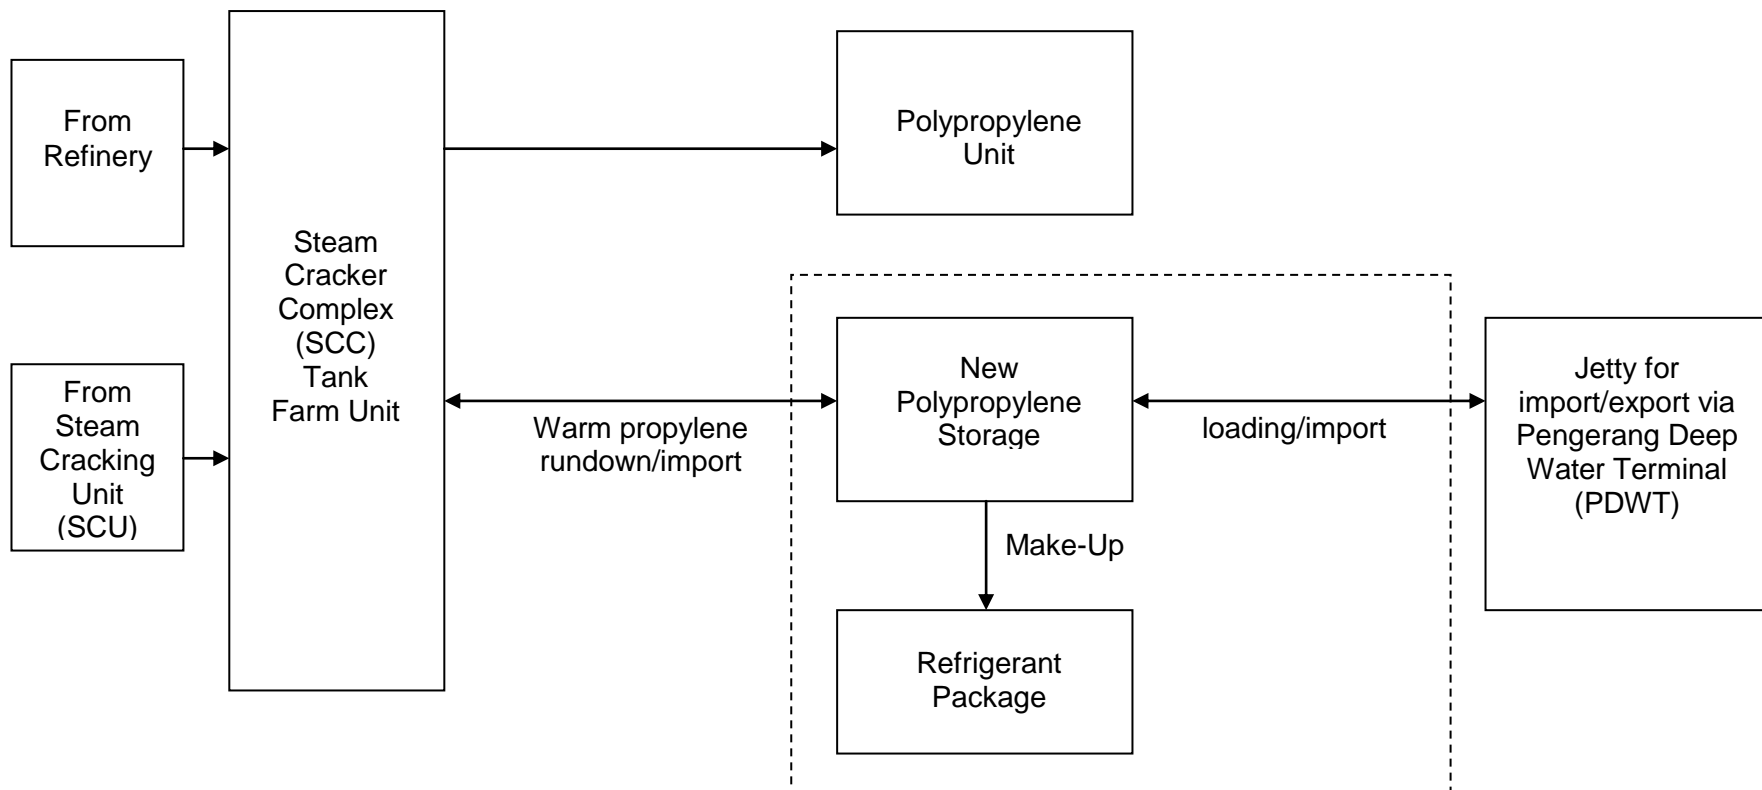 From
Refinery
From
Steam
Cracking
Unit
(SCU)
Steam
Cracker
Complex
(SCC)
Tank
Farm Unit
Polypropylene
Unit
Warm propylene
rundown/import
New
Polypropylene
Storage
loading/import
Jetty for
import/export via
Pengerang Deep
Water Terminal
(PDWT)
Make-Up
Refrigerant
Package